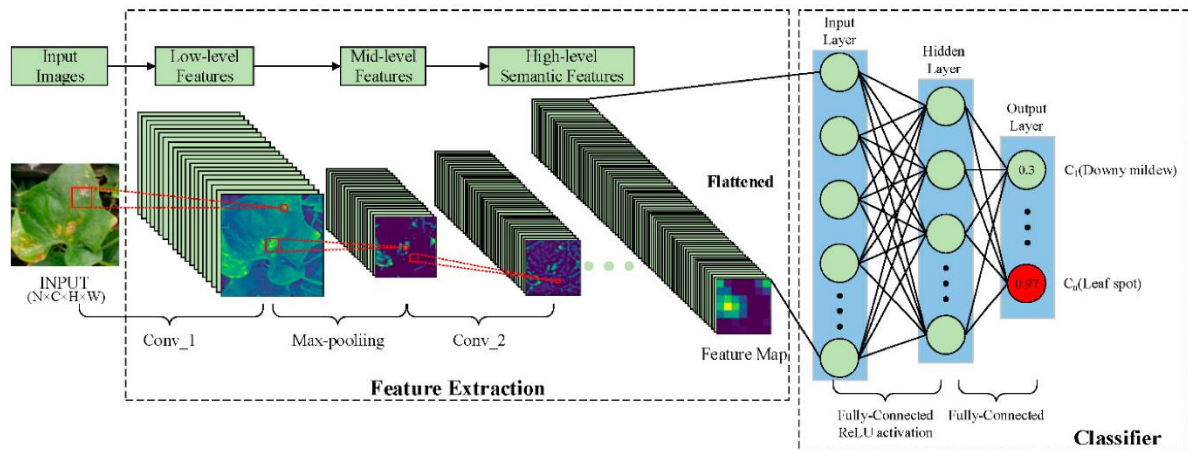 Input
Images
Low-level
Features
Mid-level
Features
High-level
Semantic Features
INPUT
(N×C×H×W)
Conv_1
Max-pooliing
Conv_2
Flattened
Feature Map
Feature Extraction
Input
Layer
Hidden
Layer
Output
Layer
0.3
C₁(Downy mildew)
0.97
Cₙ(Leaf spot)
Fully-Connected
ReLU activation
Fully-Connected
Classifier